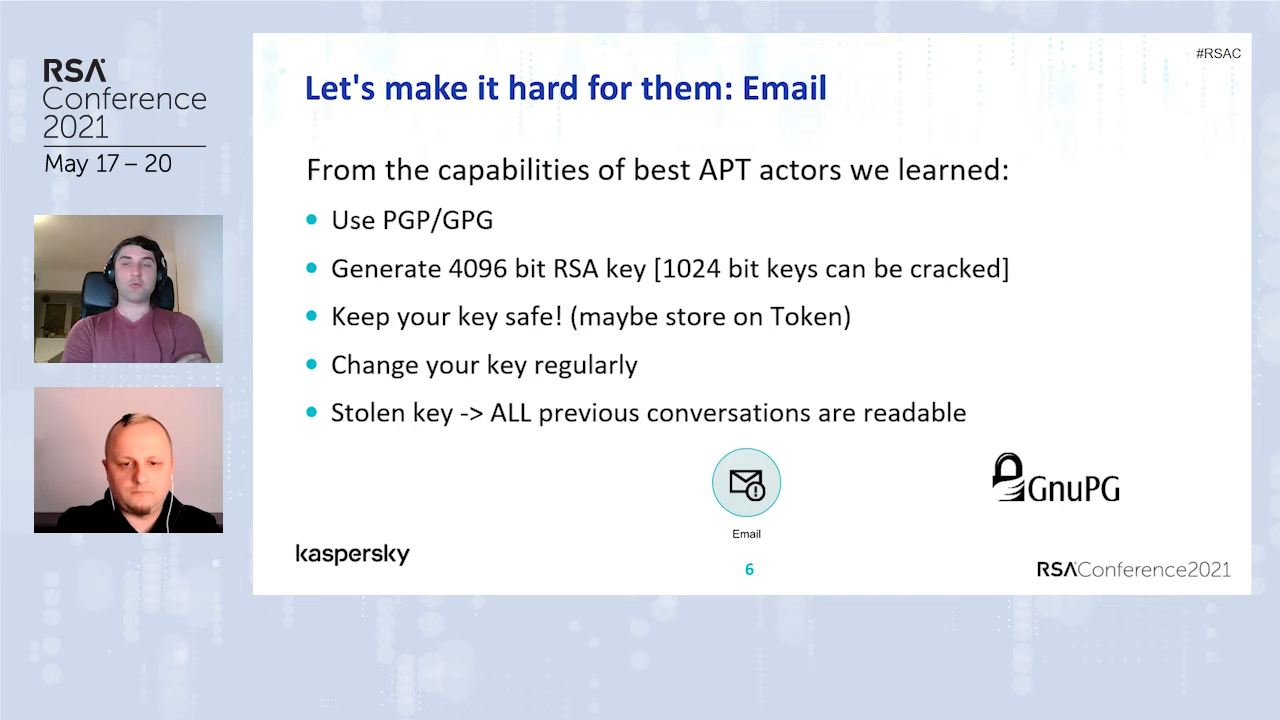 RSA
Conference
2021
May 17 – 20
#RSAC
Let's make it hard for them: Email
From the capabilities of best APT actors we learned:
• Use PGP/GPG
• Generate 4096 bit RSA key [1024 bit keys can be cracked]
• Keep your key safe! (maybe store on Token)
• Change your key regularly
• Stolen key -> ALL previous conversations are readable
GnuPG
Email
kaspersky
6
RSAConference2021